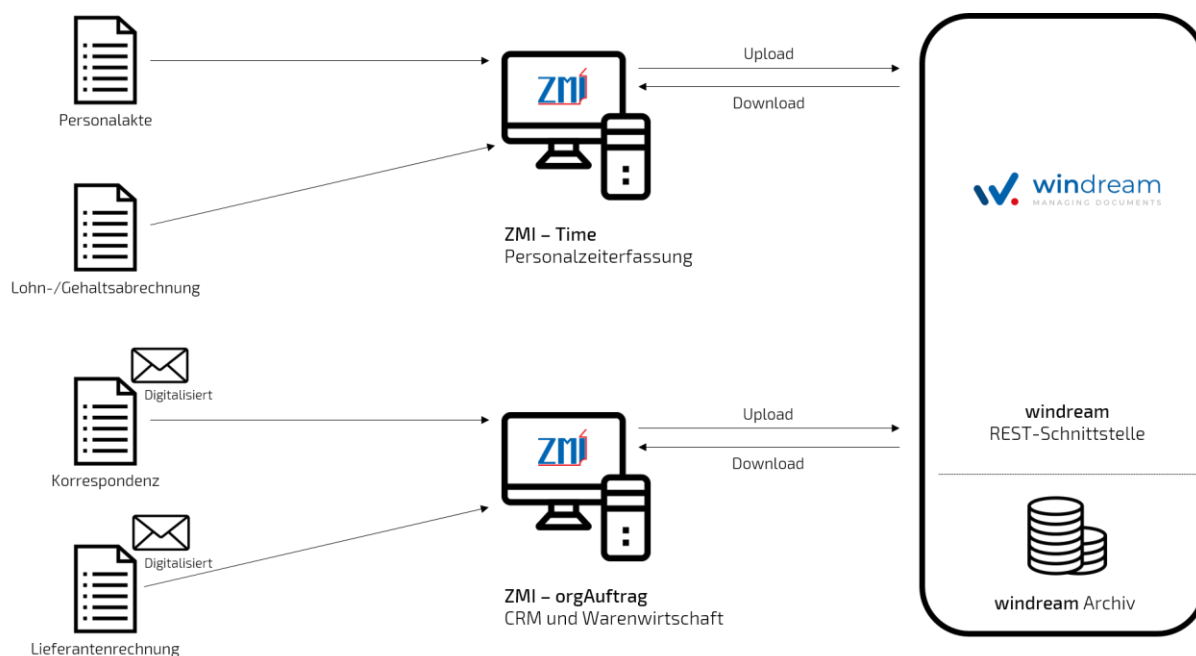 Personalakte
Lohn-/Gehaltsabrechnung
ZMI
ZMI – Time
Personalzeiterfassung
Upload
Download
Digitalisiert
Korrespondenz
Digitalisiert
Lieferantenrechnung
ZMI
ZMI – orgAuftrag
CRM und Warenwirtschaft
Upload
Download
windream
MANAGING DOCUMENTS
windream
REST-Schnittstelle
windream Archiv